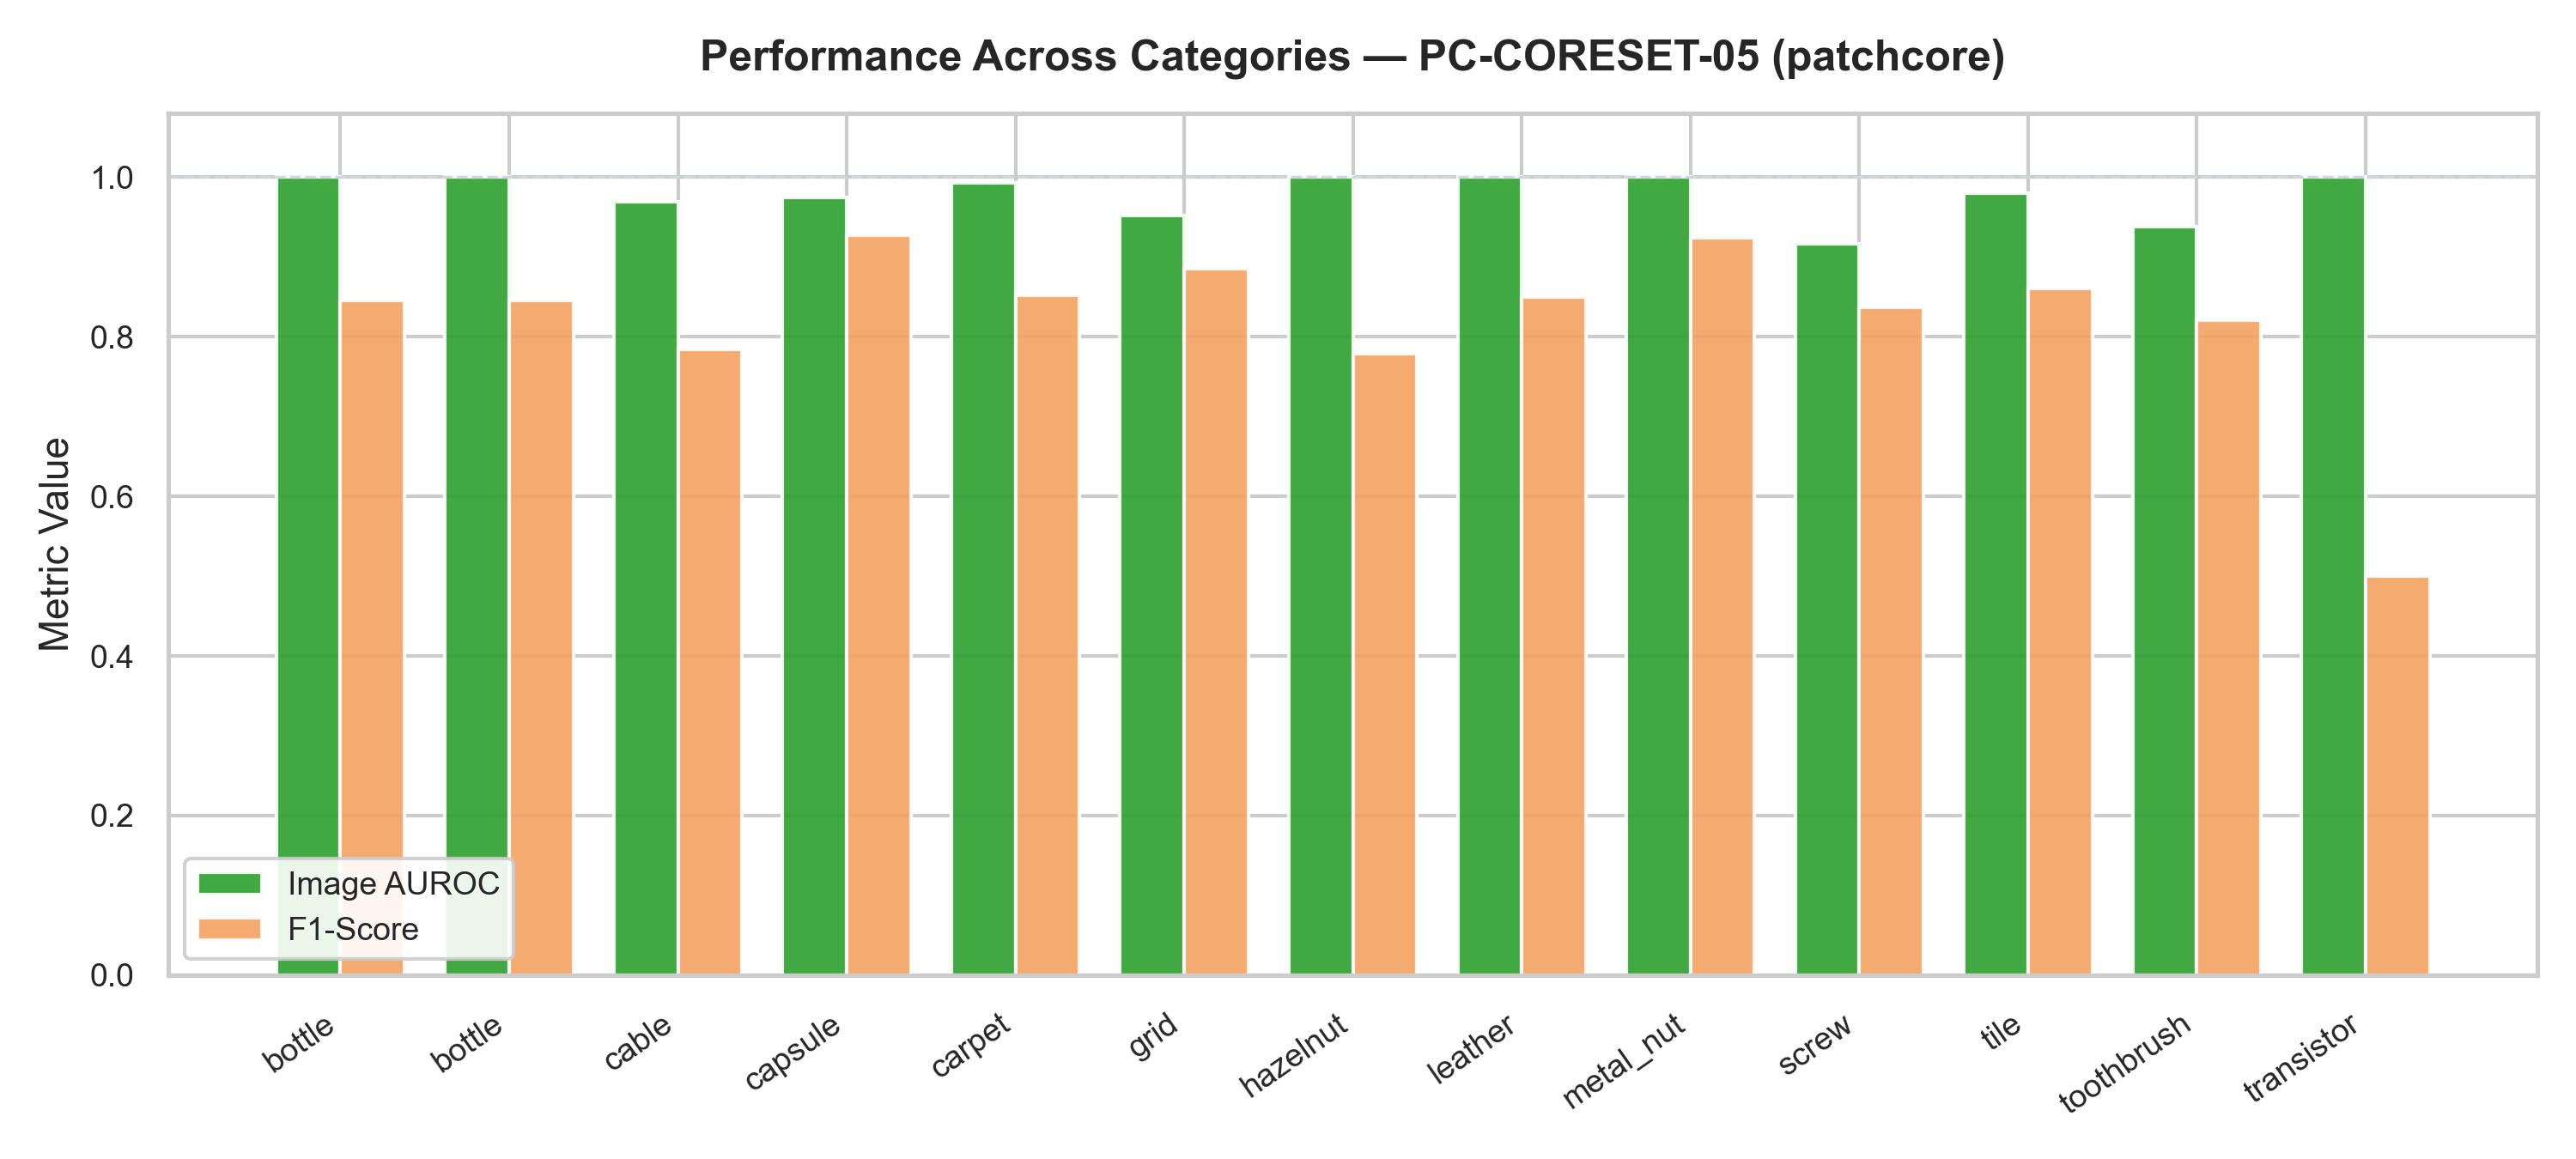 Performance Across Categories — PC-CORESET-05 (patchcore)
Metric Value
1.0
0.8
0.6
0.4
0.2
0.0
Image AUROC
F1-Score
bottle
bottle
cable
capsule
carpet
grid
hazelnut
leather
metal_nut
screw
tile
toothbrush
transistor